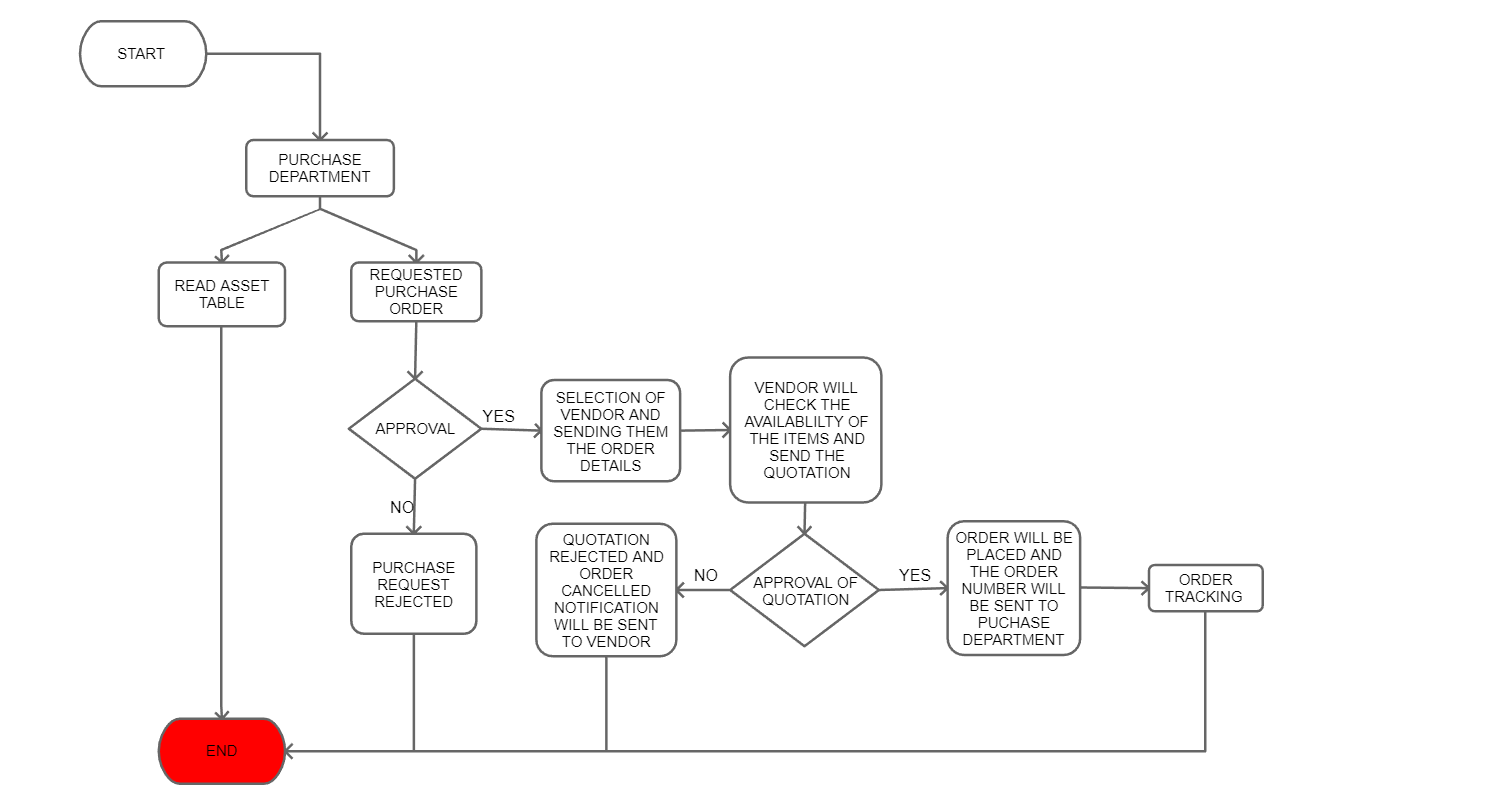 START
PURCHASE
DEPARTMENT
READ ASSET
TABLE
REQUESTED
PURCHASE
ORDER
APPROVAL
YES
SELECTION OF
VENDOR AND
SENDING THEM
THE ORDER
DETAILS
VENDOR WILL
CHECK THE
AVAILABLILTY OF
THE ITEMS AND
SEND THE
QUOTATION
NO
PURCHASE
REQUEST
REJECTED
QUOTATION
REJECTED AND
ORDER
CANCELLED
NOTIFICATION
WILL BE SENT
TO VENDOR
NO
APPROVAL OF
QUOTATION
YES
ORDER WILL BE
PLACED AND
THE ORDER
NUMBER WILL
BE SENT TO
PUCHASE
DEPARTMENT
ORDER
TRACKING
END